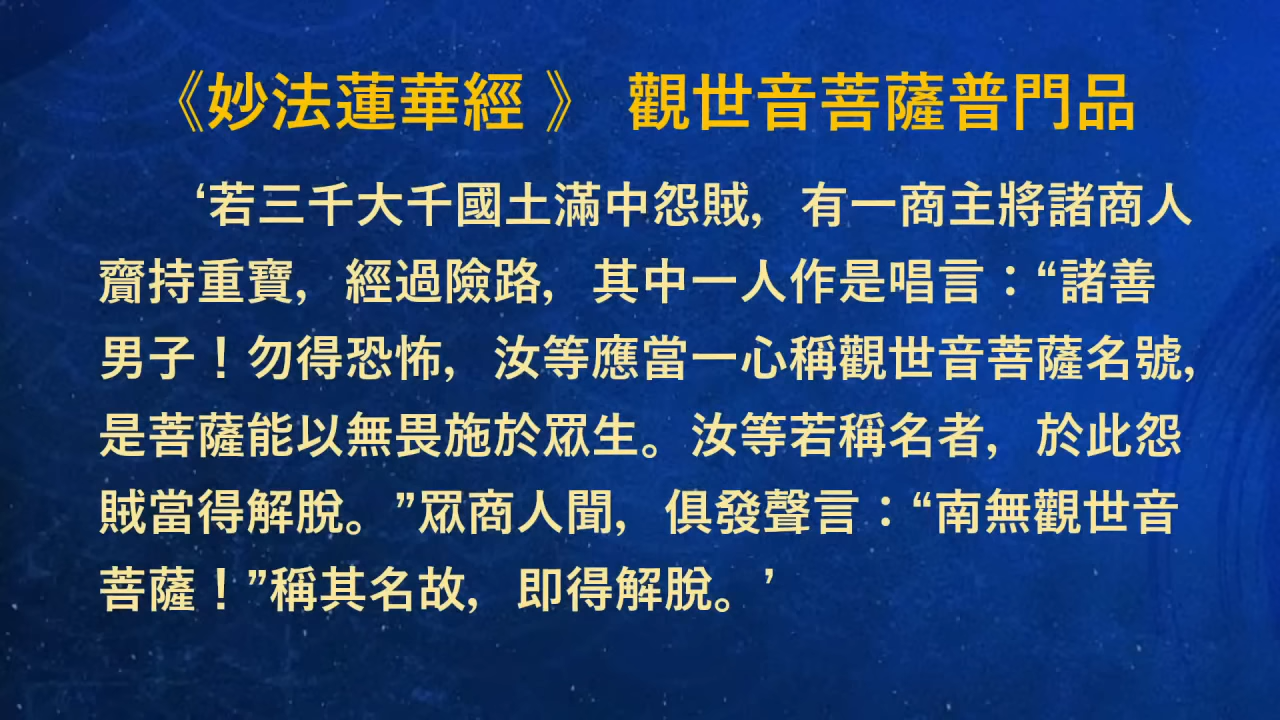 《妙法蓮華經 》 觀世音菩薩普門品
‘若三千大千國土滿中怨賊，有一商主將諸商人
齎持重寶，經過險路，其中一人作是唱言：“諸善
男子！勿得恐怖，汝等應當一心稱觀世音菩薩名號，
是菩薩能以無畏施於眾生。汝等若稱名者，於此怨
賊當得解脫。”眾商人聞，俱發聲言：“南無觀世音
菩薩！”稱其名故，即得解脫。’